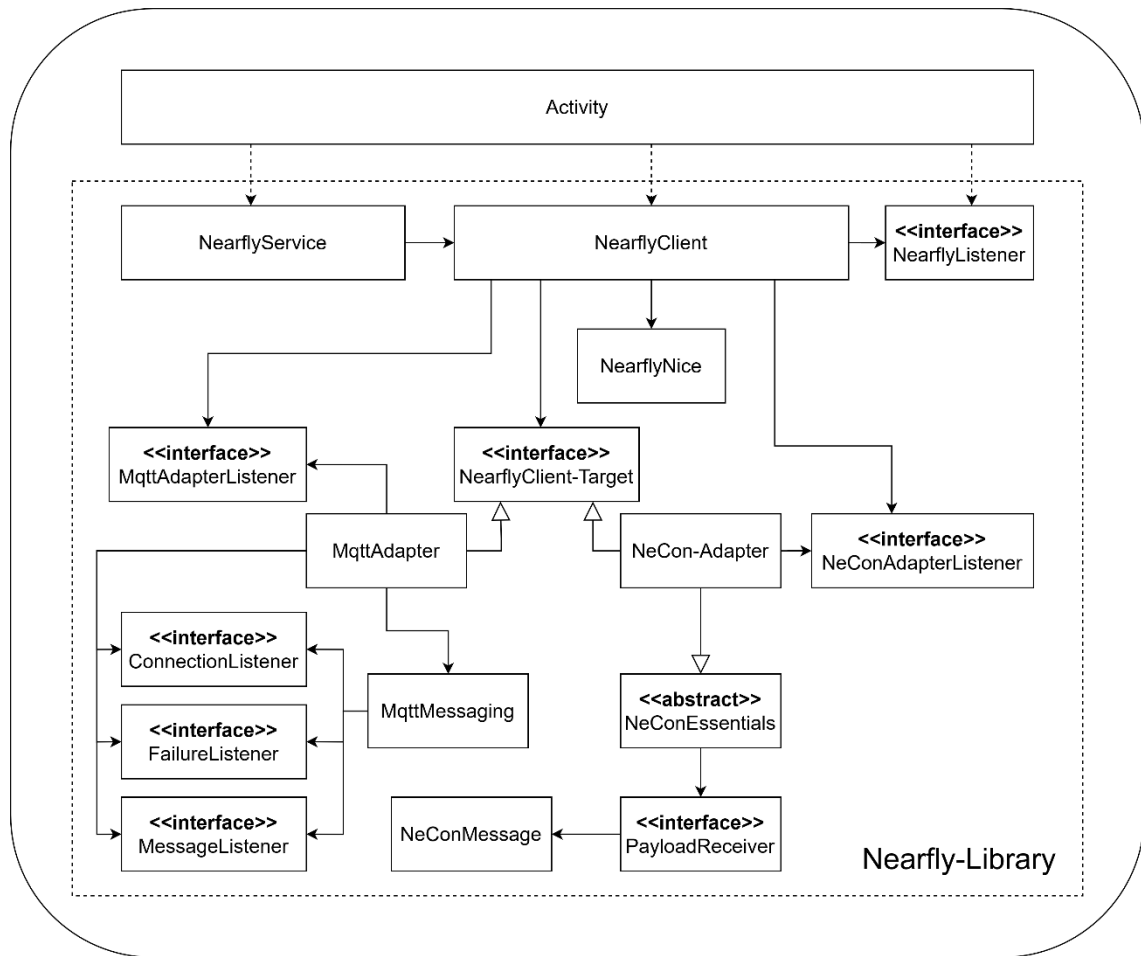 Activity
NearflyService
NearflyClient
<<interface>>
NearflyListener
NearflyNice
<<interface>>
MqttAdapterListener
<<interface>>
NearflyClient-Target
MqttAdapter
NeCon-Adapter
<<interface>>
NeConAdapterListener
<<interface>>
ConnectionListener
MqttMessaging
<<abstract>>
NeConEssentials
<<interface>>
FailureListener
<<interface>>
MessageListener
NeConMessage
<<interface>>
PayloadReceiver
Nearfly-Library